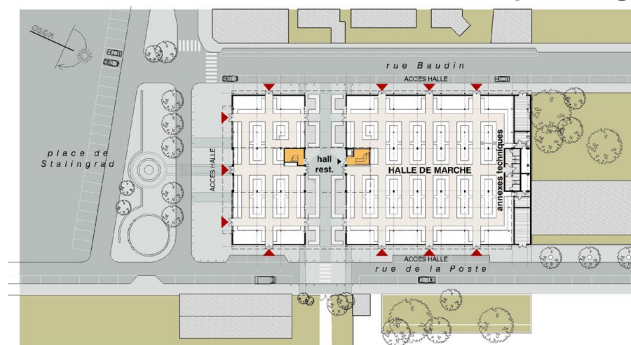 rue Baudin
ACCES HALLE
place de
Stalingrad
ACCES HALLE
hall
rest.
HALLE DE MARCHE
annexes techniques
ACCES HALLE
rue de la Poste